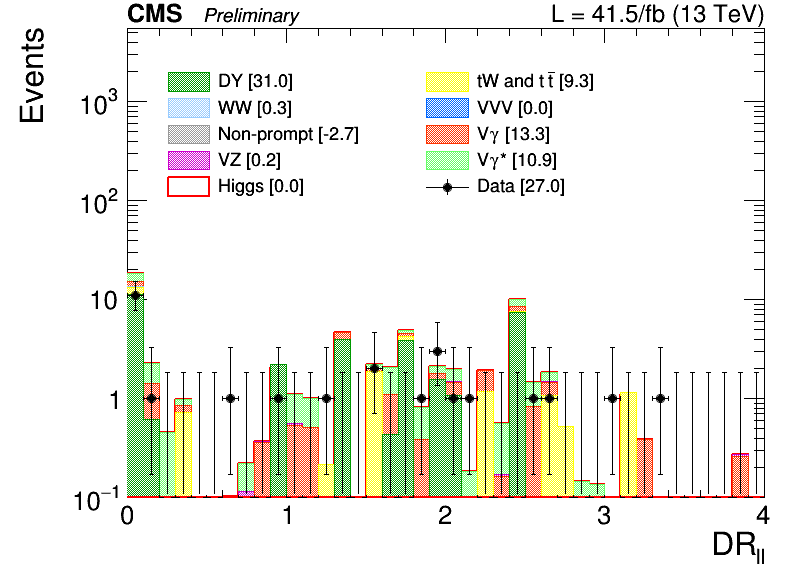 CMS Preliminary L = 41.5/fb (13 TeV)
Events
DY [31.0] tW and tt̅ [9.3]
WW [0.3] VVV [0.0]
Non-prompt [-2.7] Vγ [13.3]
VZ [0.2] Vγ* [10.9]
Higgs [0.0] Data [27.0]
10³
10²
10
1
10⁻¹
0 1 2 3 4
DR_ll